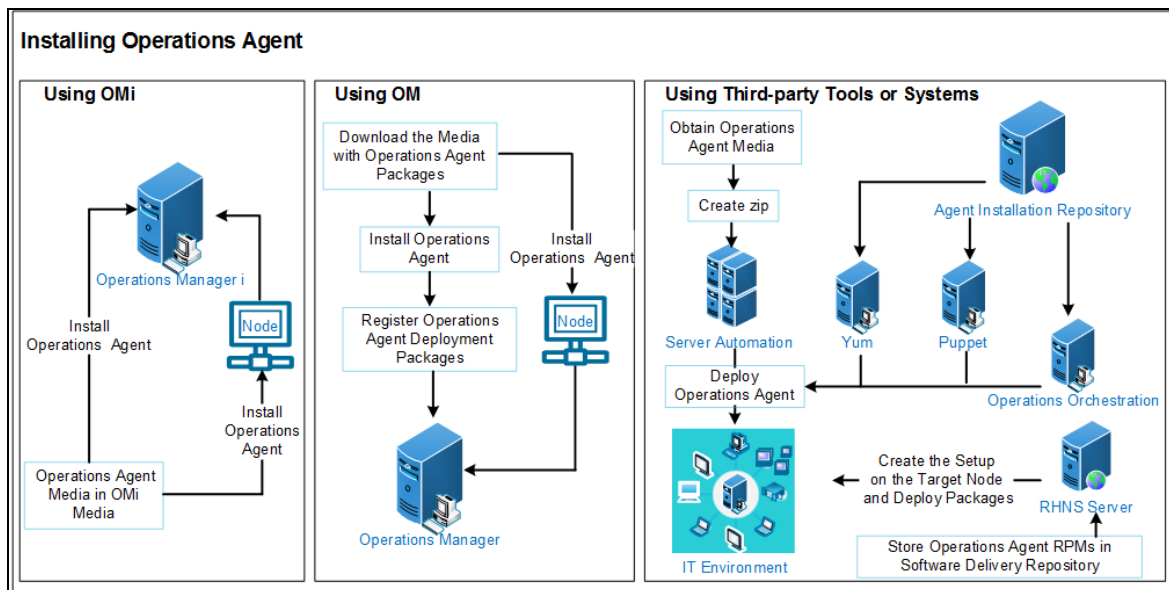 Installing Operations Agent
Using OMi
Operations Manager i
Install
Operations Agent
Node
Install
Operations
Agent
Operations Agent
Media in OMi
Media
Using OM
Download the Media
with Operations Agent
Packages
Install Operations
Agent
Install
Operations Agent
Register Operations
Agent Deployment
Packages
Node
Operations Manager
Using Third-party Tools or Systems
Obtain Operations
Agent Media
Create zip
Agent Installation Repository
Server Automation
Yum
Puppet
Operations Orchestration
Deploy
Operations Agent
IT Environment
Create the Setup
on the Target Node
and Deploy Packages
RHNS Server
Store Operations Agent RPMs in
Software Delivery Repository